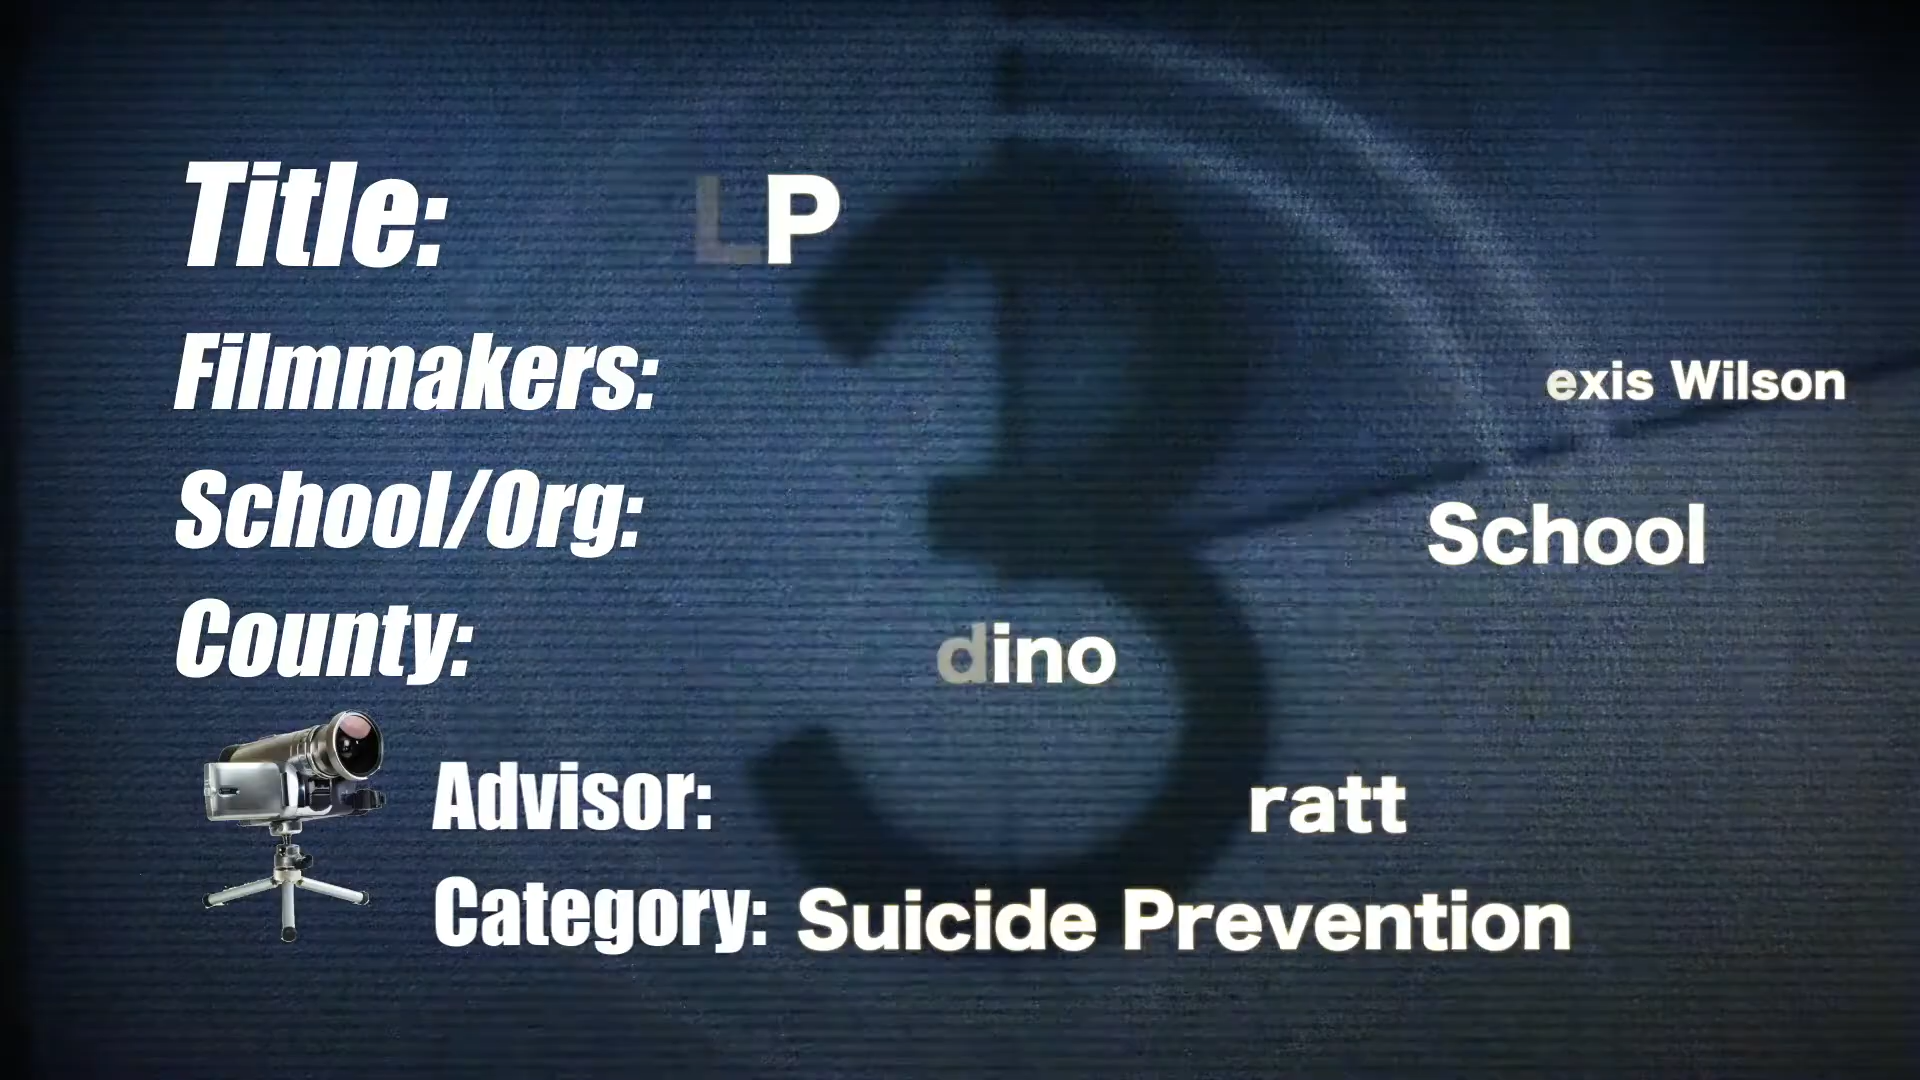 Title: LP
Filmmakers: exis Wilson
School/Org: School
County: dino
Advisor: ratt
Category: Suicide Prevention